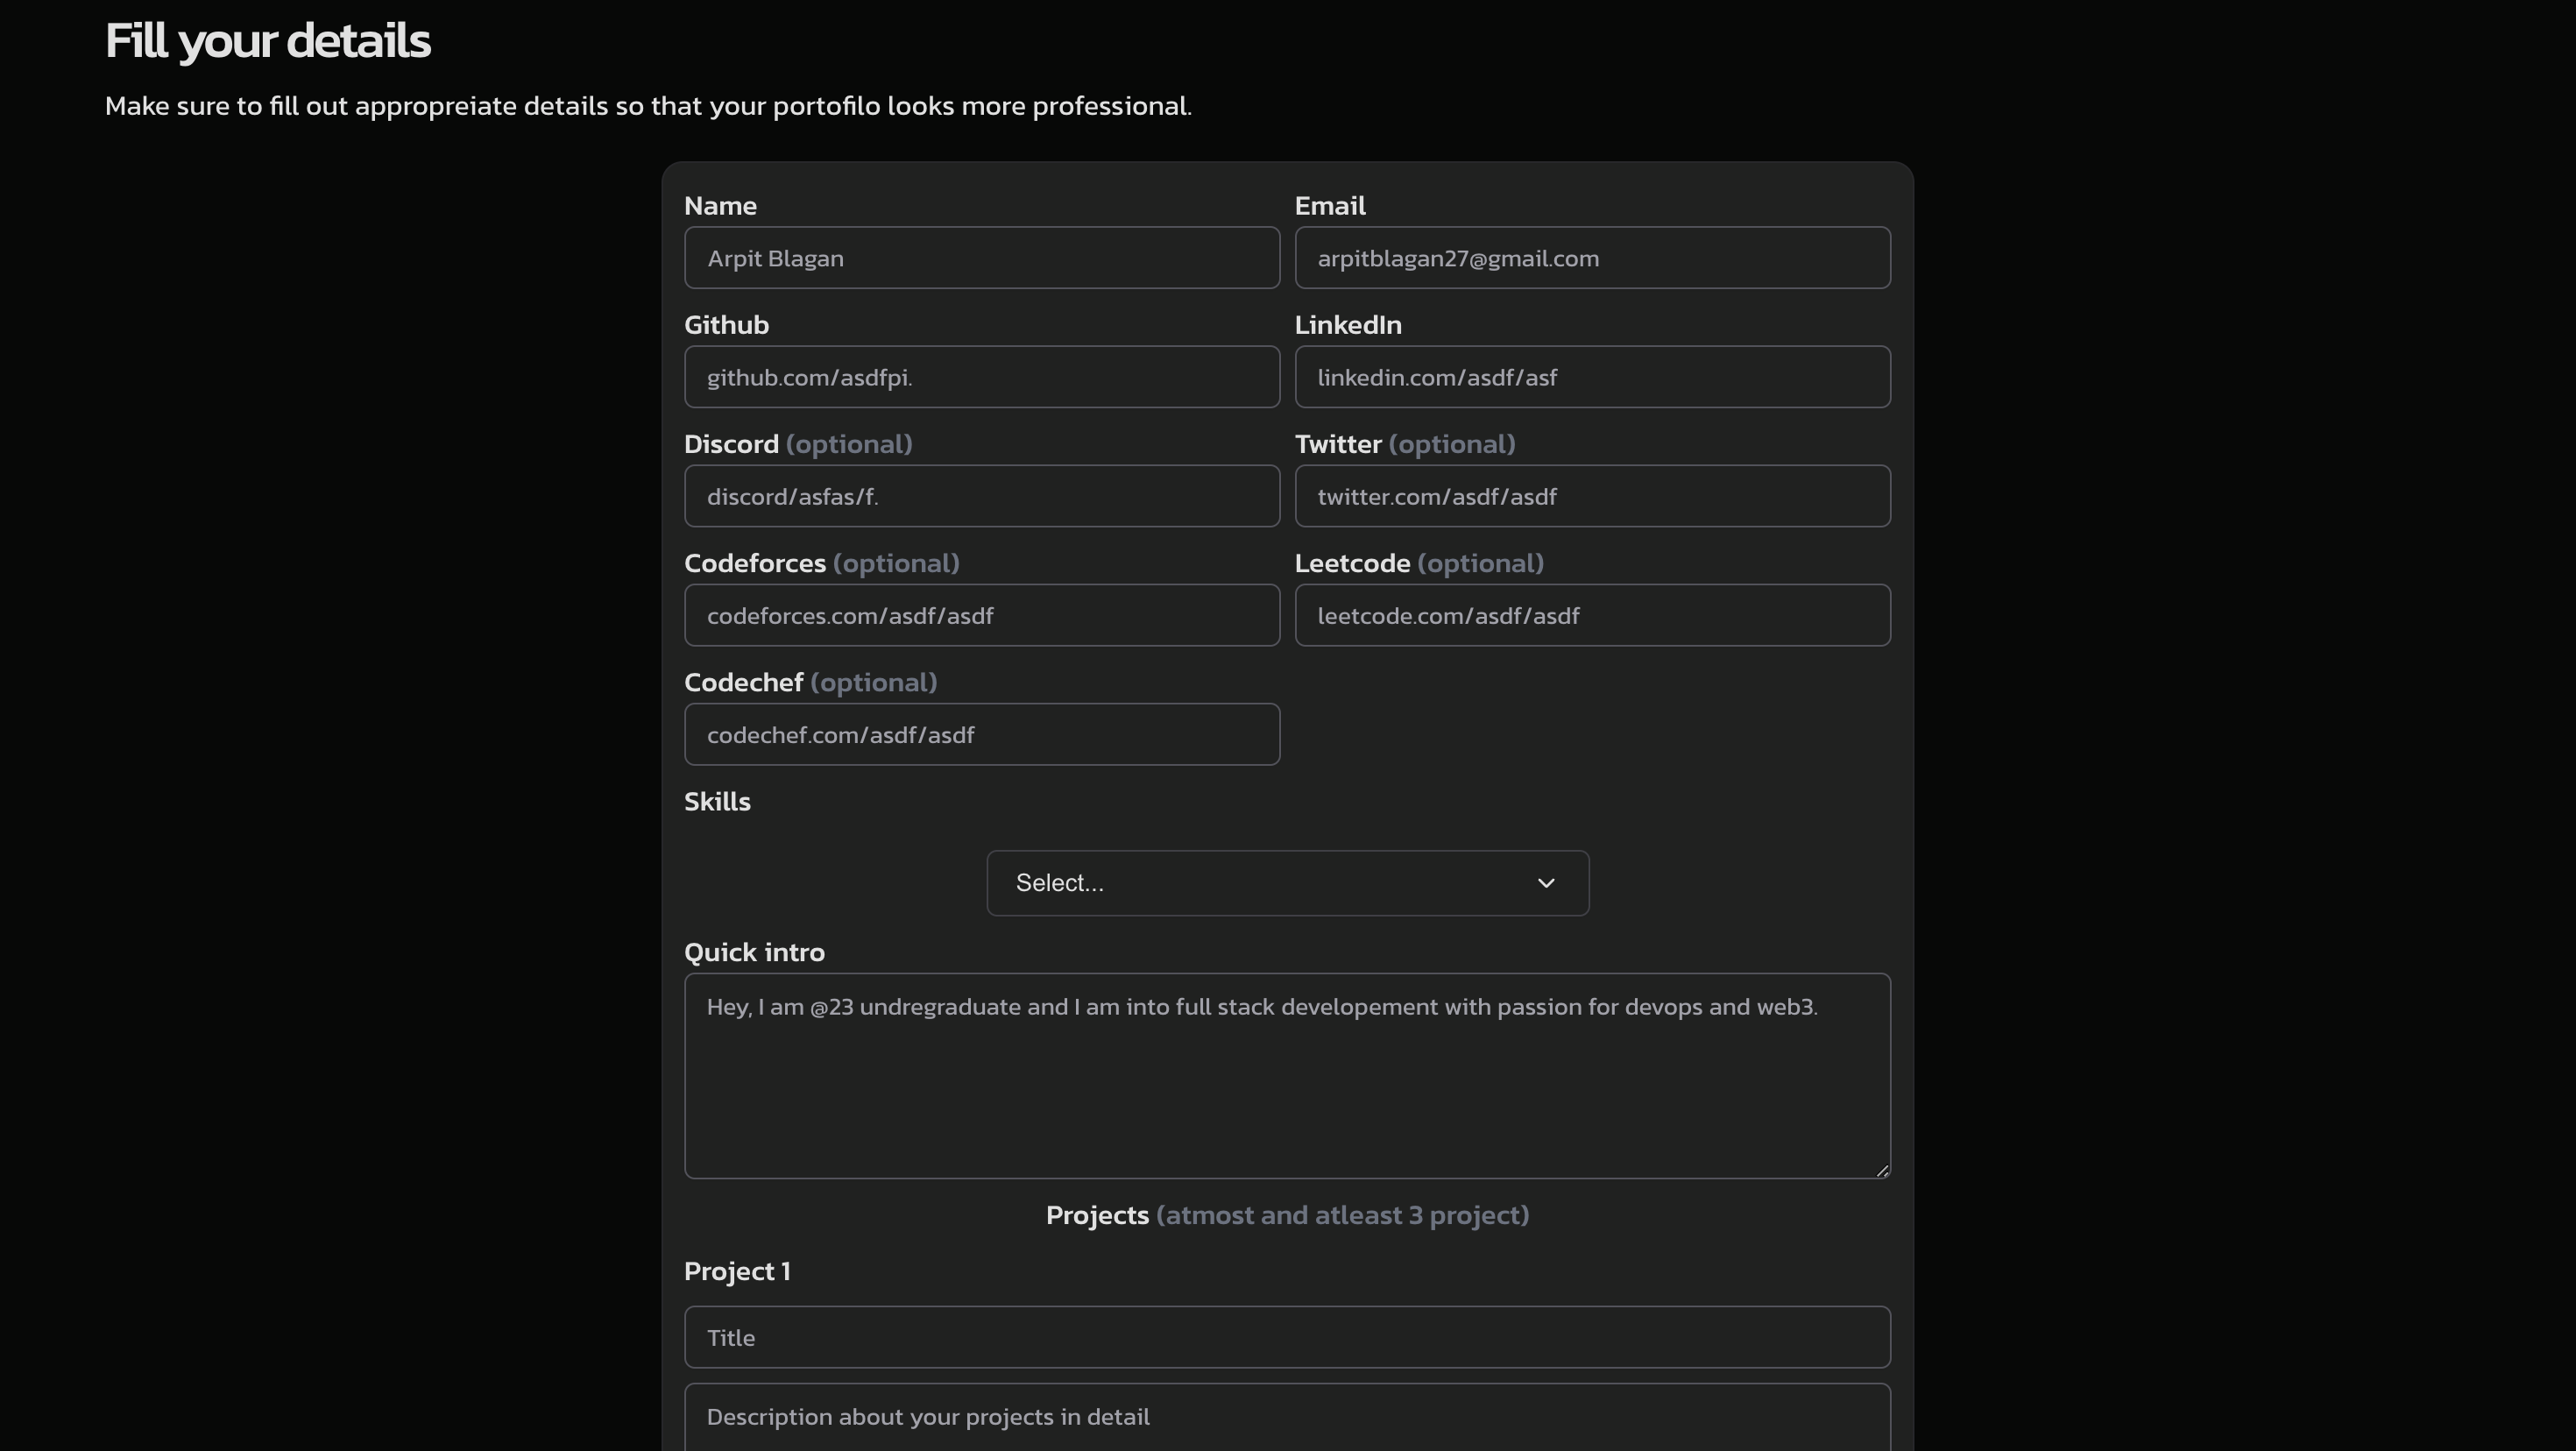 Fill your details
Make sure to fill out appropreiate details so that your portofilo looks more professional.
Name
Email
Arpit Blagan
arpitblagan27@gmail.com
Github
LinkedIn
github.com/asdfpi.
linkedin.com/asdf/asf
Discord (optional)
Twitter (optional)
discord/asfas/f.
twitter.com/asdf/asdf
Codeforces (optional)
Leetcode (optional)
codeforces.com/asdf/asdf
leetcode.com/asdf/asdf
Codechef (optional)
codechef.com/asdf/asdf
Skills
Select...
Quick intro
Hey, I am @23 undregraduate and I am into full stack developement with passion for devops and web3.
Projects (atmost and atleast 3 project)
Project 1
Title
Description about your projects in detail